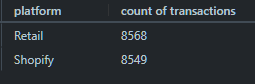 platform count of transactions
Retail 8568
Shopify 8549